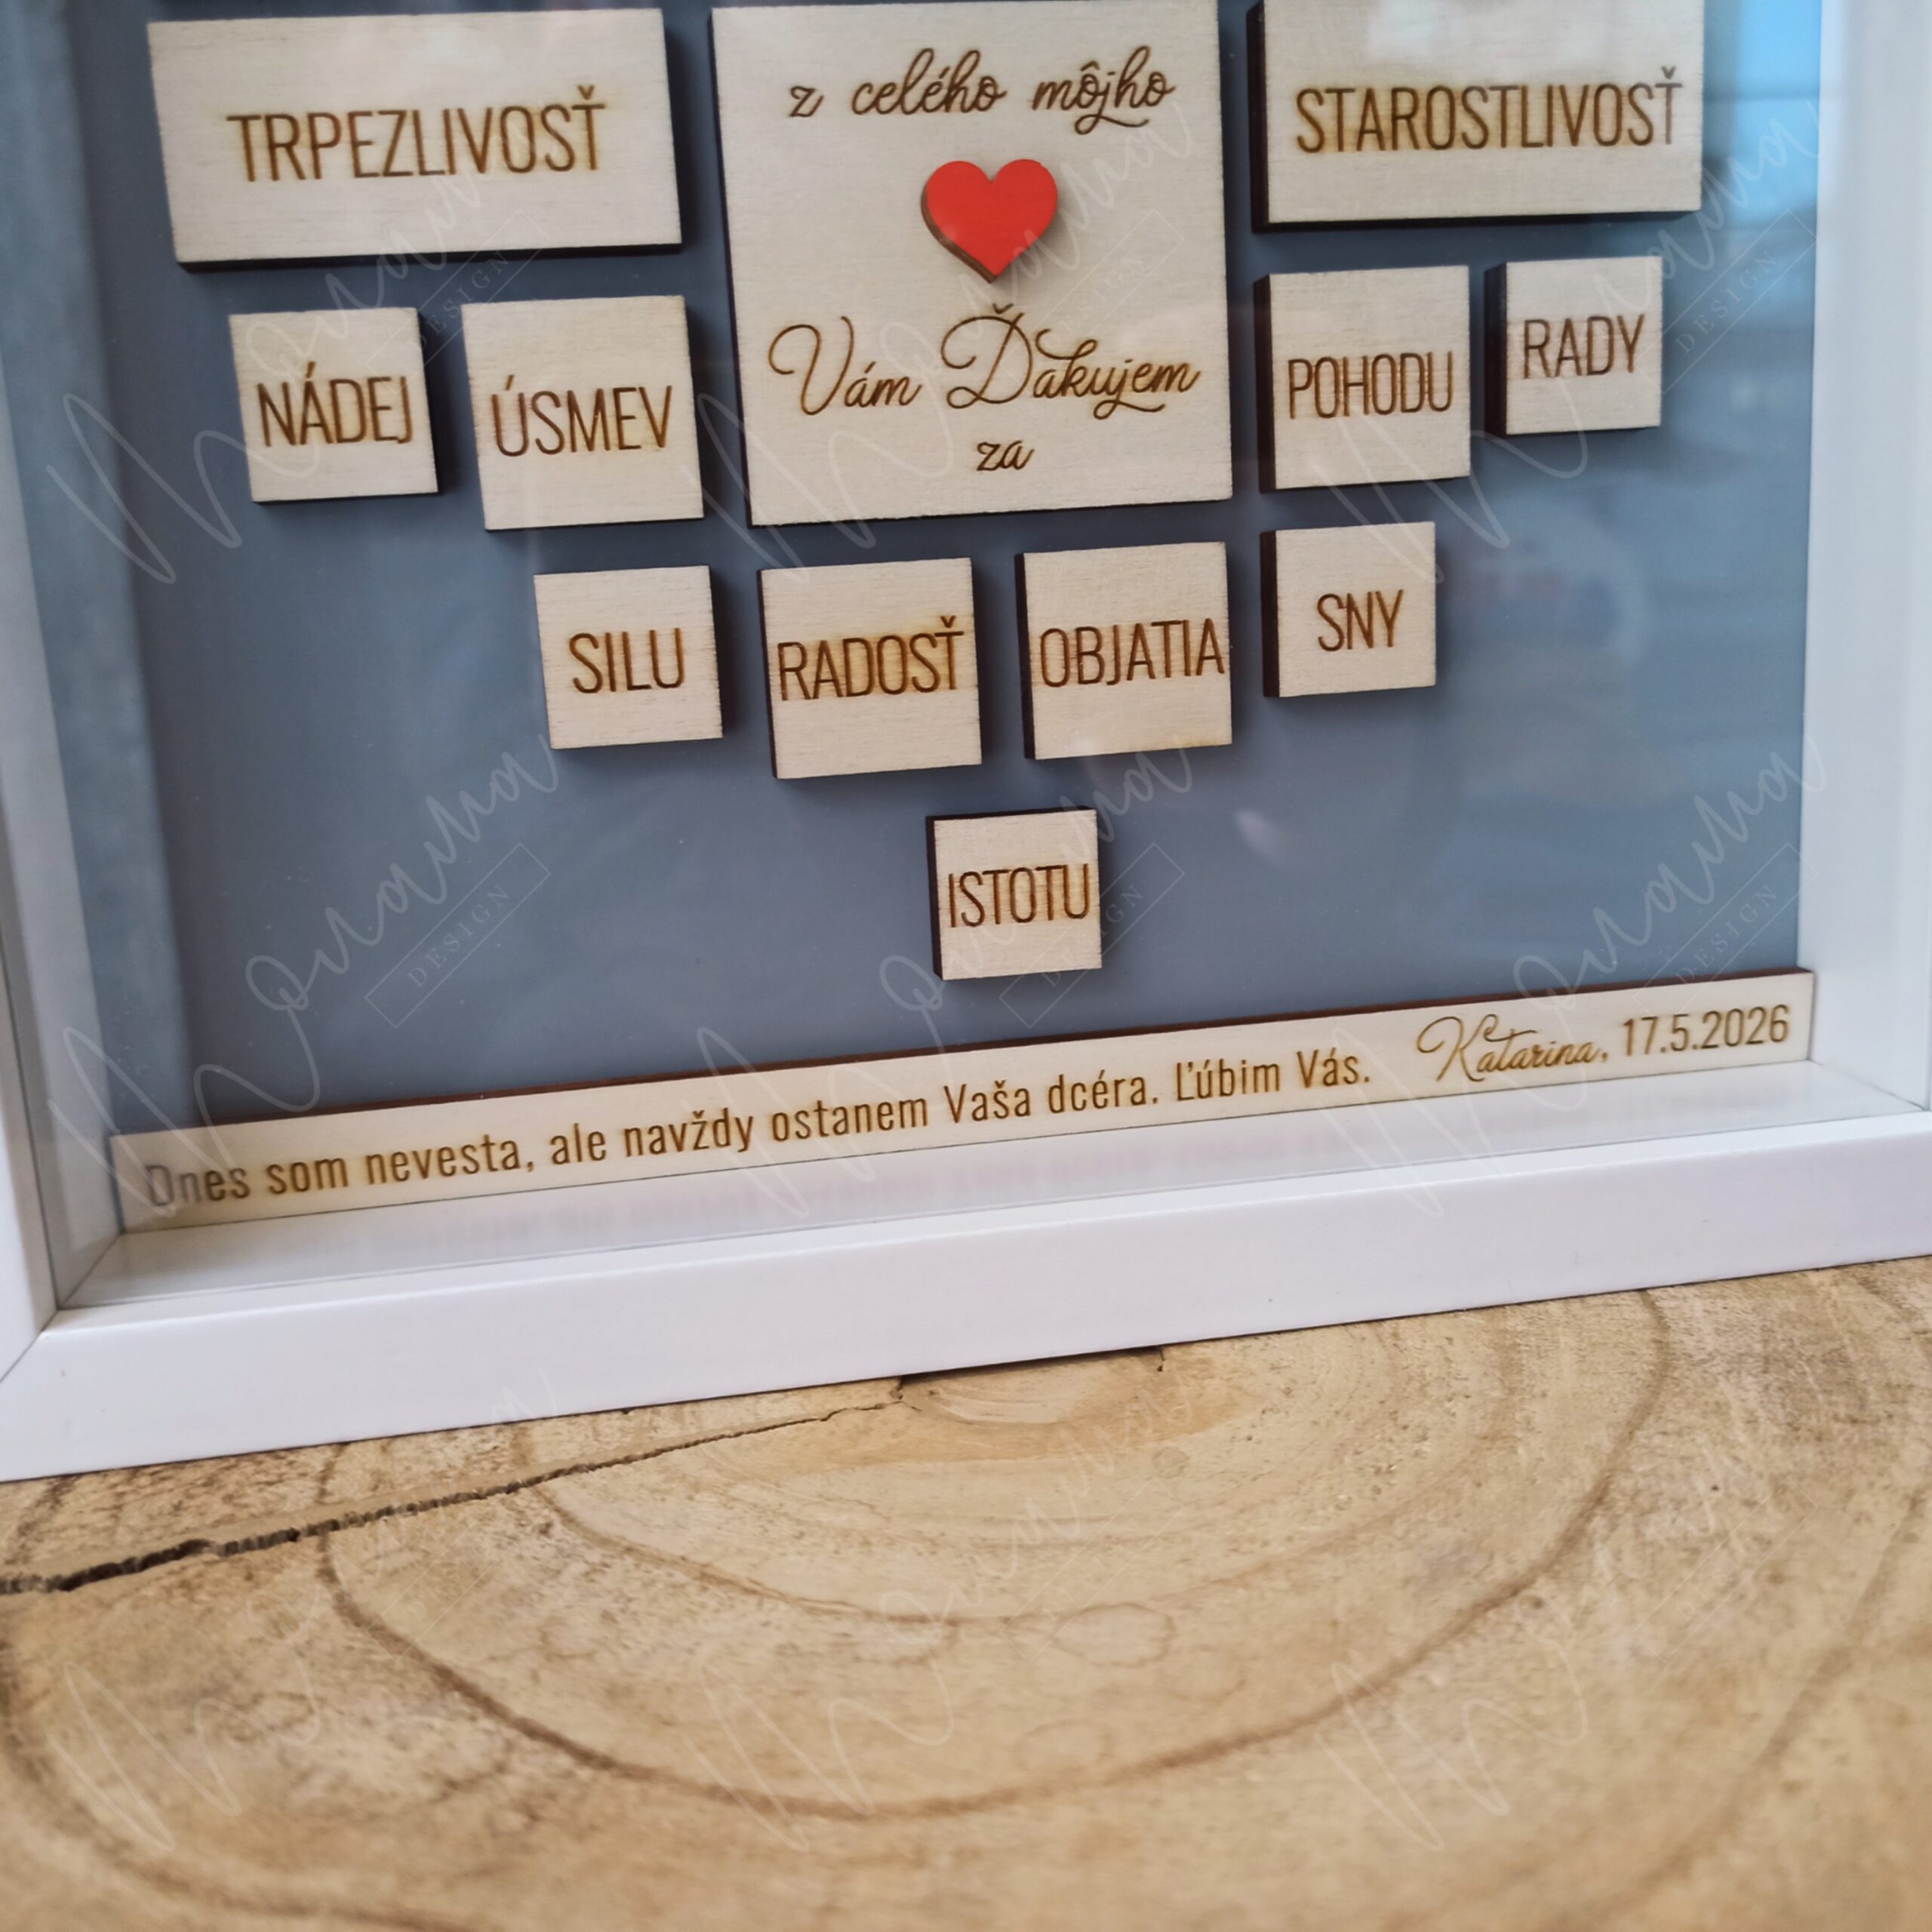 TRPEZLIVOSŤ
z celého môjho
STAROSTLIVOSŤ
NÁDEJ
ÚSMEV
Vám Ďakujem
za
POHODU
RADY
SILU
RADOSŤ
OBJATIA
SNY
ISTOTU
Dnes som nevesta, ale navždy ostanem Vaša dcéra. Ľúbim Vás. Katarina, 17.5.2026
DESIGN